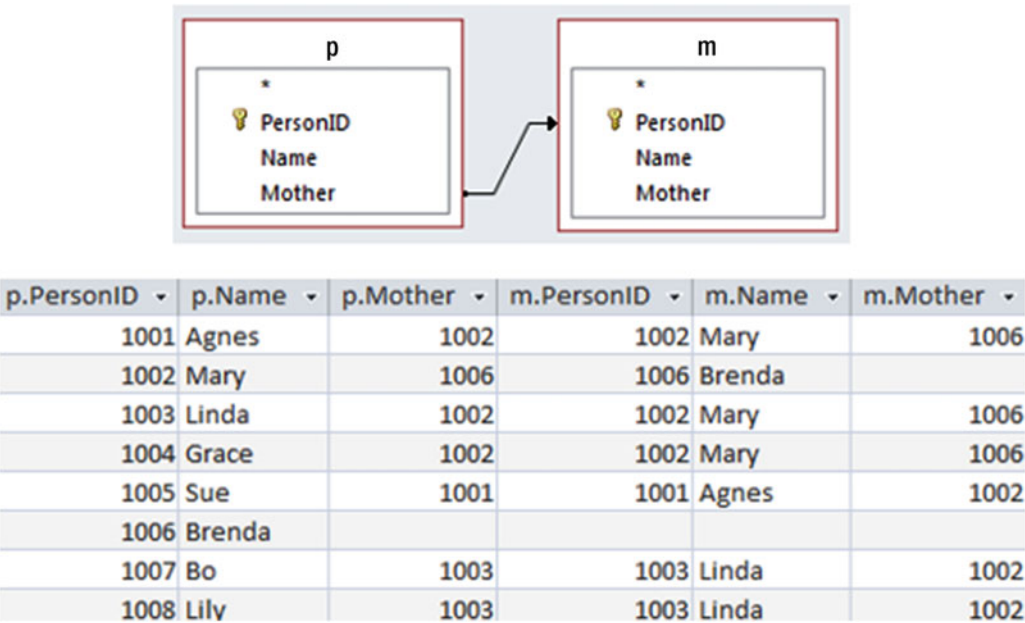 p m
* *
PersonID PersonID
Name Name
Mother Mother
p.PersonID p.Name p.Mother m.PersonID m.Name m.Mother
1001 Agnes 1002 1002 Mary 1006
1002 Mary 1006 1006 Brenda
1003 Linda 1002 1002 Mary 1006
1004 Grace 1002 1002 Mary 1006
1005 Sue 1001 1001 Agnes 1002
1006 Brenda
1007 Bo 1003 1003 Linda 1002
1008 Lily 1003 1003 Linda 1002